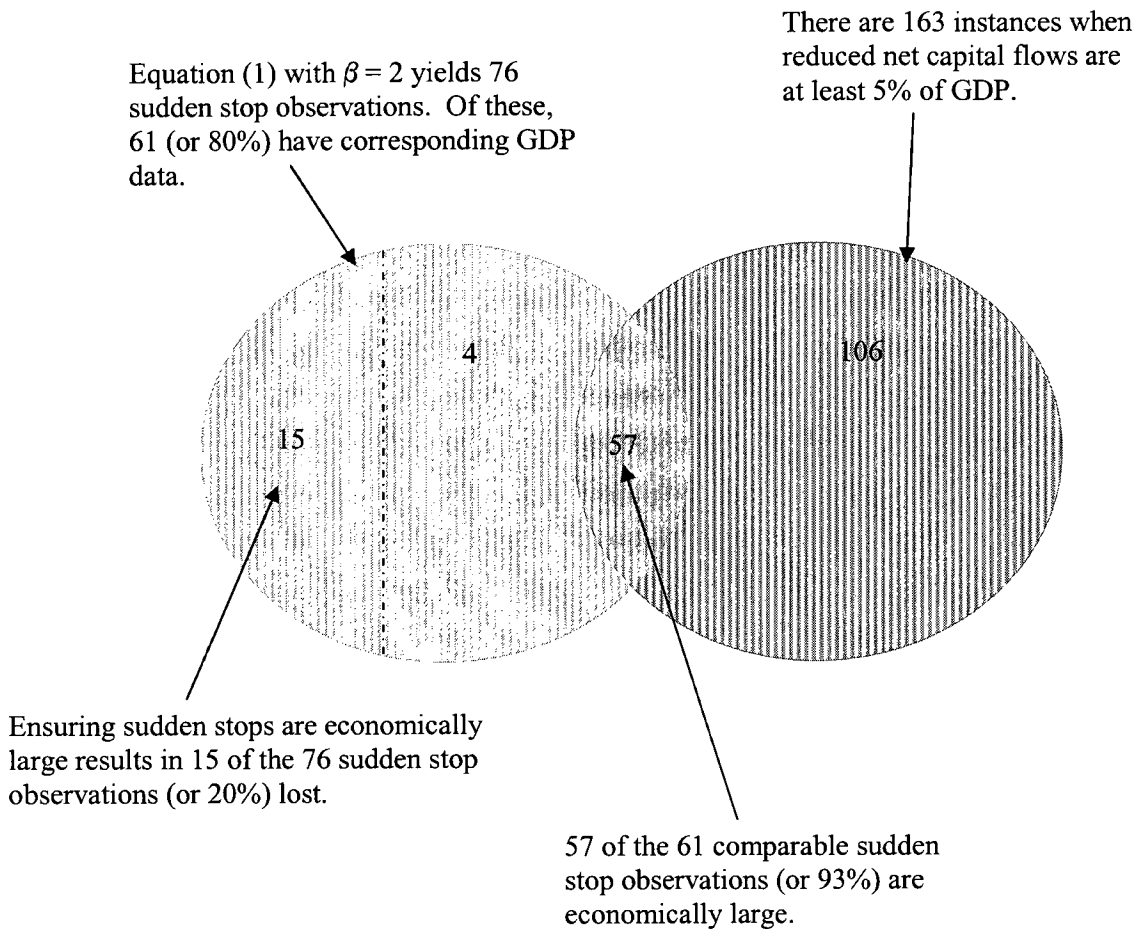 There are 163 instances when
reduced net capital flows are
at least 5% of GDP.
Equation (1) with β = 2 yields 76
sudden stop observations. Of these,
61 (or 80%) have corresponding GDP
data.
4
106
15
57
Ensuring sudden stops are economically
large results in 15 of the 76 sudden stop
observations (or 20%) lost.
57 of the 61 comparable sudden
stop observations (or 93%) are
economically large.